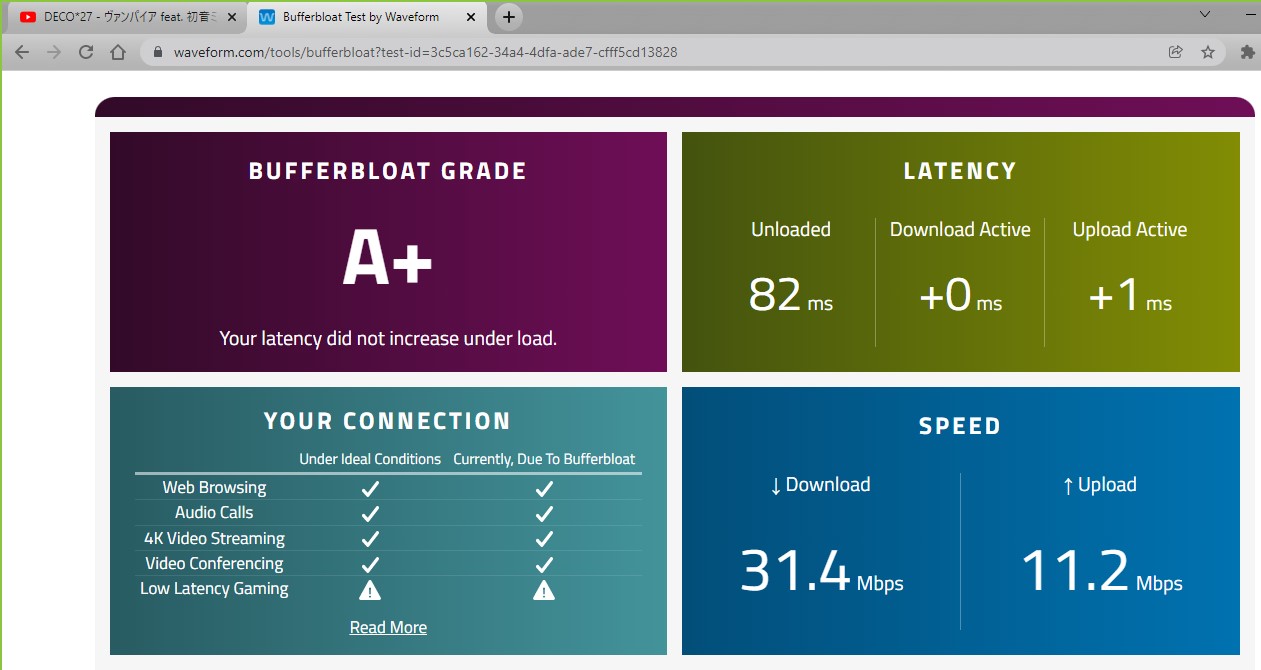 DECO*27 - ヴァンパイア feat. 初音ミ
Bufferbloat Test by Waveform
waveform.com/tools/bufferbloat?test-id=3c5ca162-34a4-4dfa-ade7-cfff5cd13828
BUFFERBLOAT GRADE
A+
Your latency did not increase under load.
LATENCY
Unloaded Download Active Upload Active
82 ms +0 ms +1 ms
YOUR CONNECTION
Under Ideal Conditions Currently, Due To Bufferbloat
Web Browsing
Audio Calls
4K Video Streaming
Video Conferencing
Low Latency Gaming
Read More
SPEED
↓ Download ↑ Upload
31.4 Mbps 11.2 Mbps